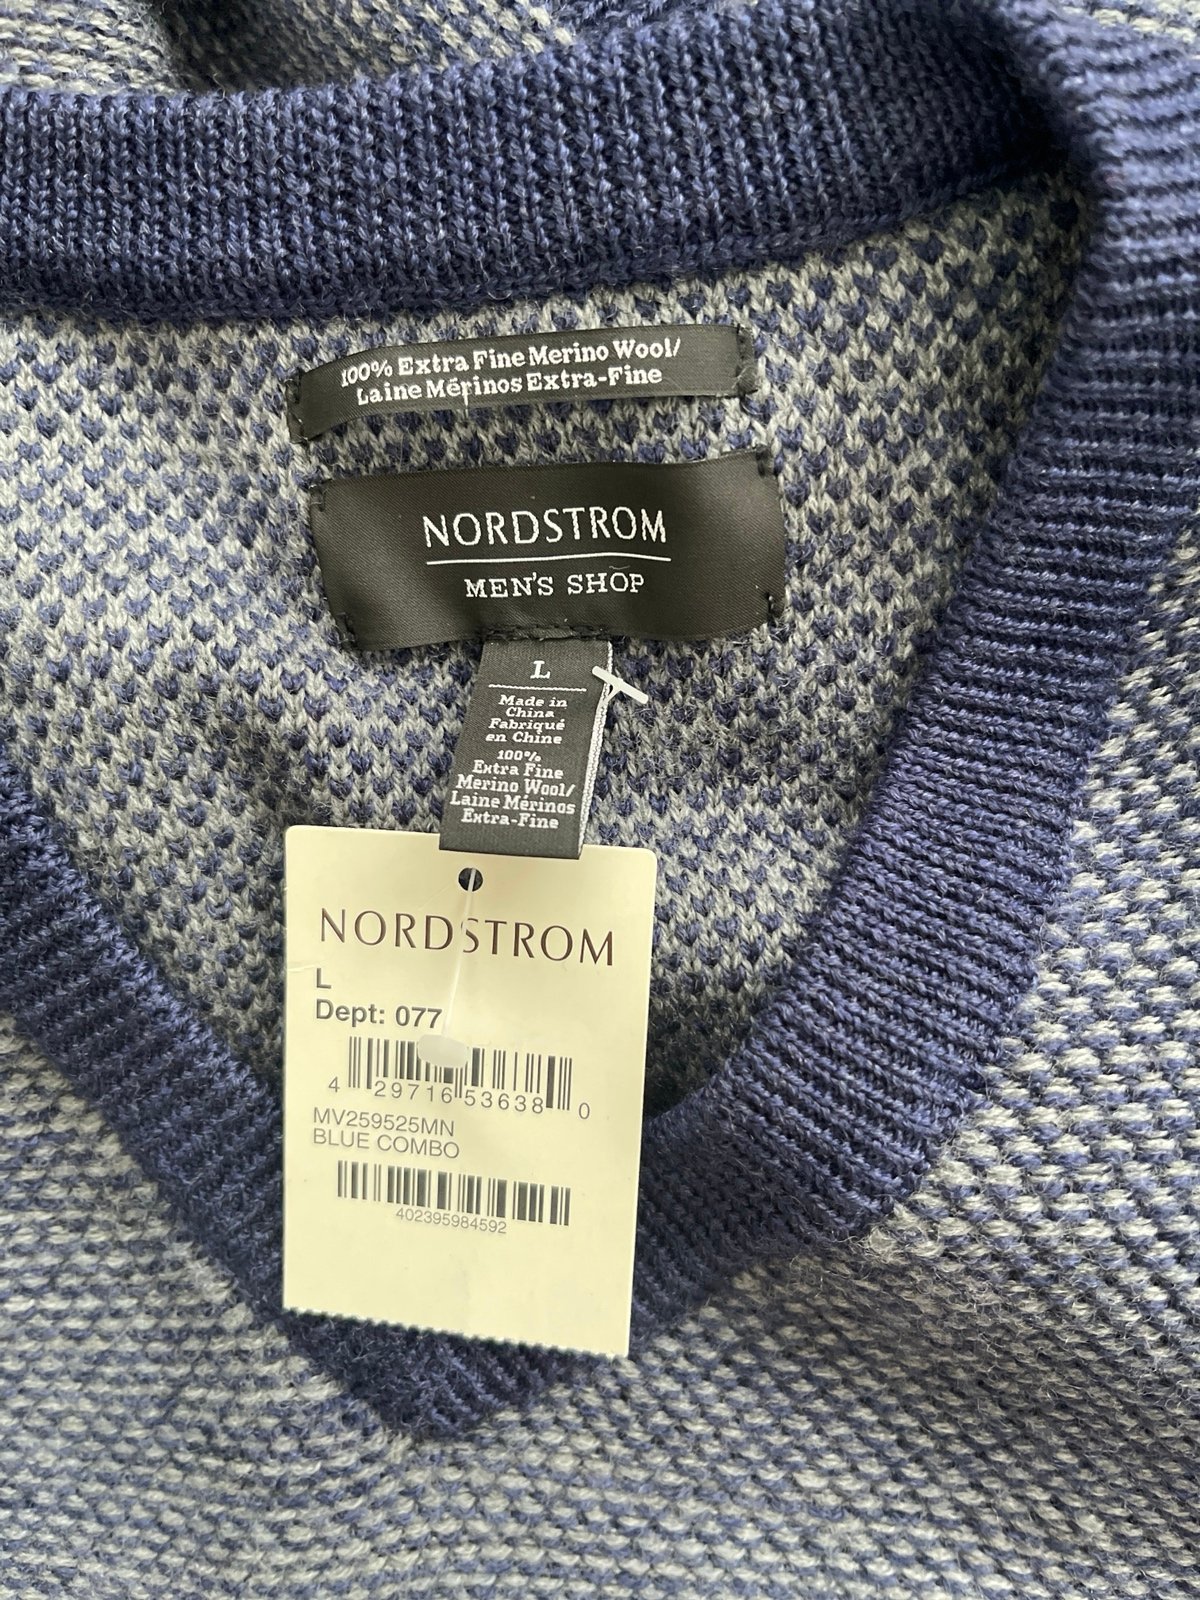 100% Extra Fine Merino Wool/
Laine Mérinos Extra-Fine
NORDSTROM
MEN'S SHOP
L
Made in
China
Fabriqué
en Chine
100%
Extra Fine
Merino Wool/
Laine Mérinos
Extra-Fine
NORDSTROM
L
Dept: 077
4 29716 53638 0
MV259525MN
BLUE COMBO
402395984592